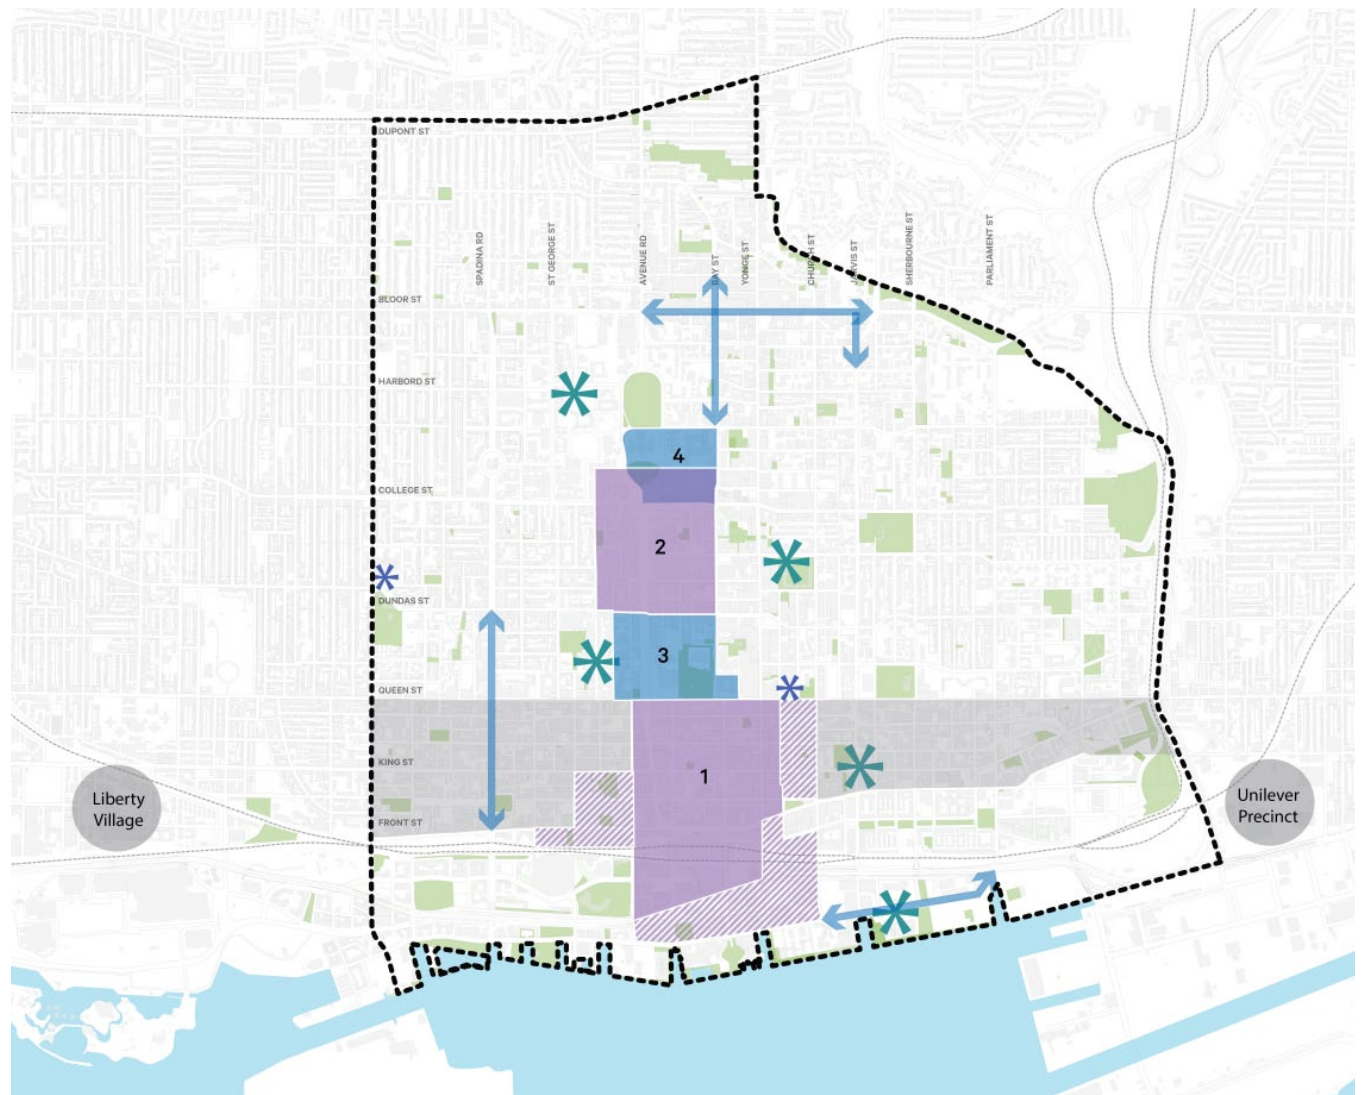 DUPONT ST
SPADINA RD
ST GEORGE ST
AVENUE RD
BAY ST
YONGE ST
CHURCH ST
JARVIS ST
SHERBOURNE ST
PARLIAMENT ST
BLOOR ST
HARBORD ST
4
COLLEGE ST
2
DUNDAS ST
3
QUEEN ST
KING ST
1
Liberty
Village
Unilever
Precinct
FRONT ST